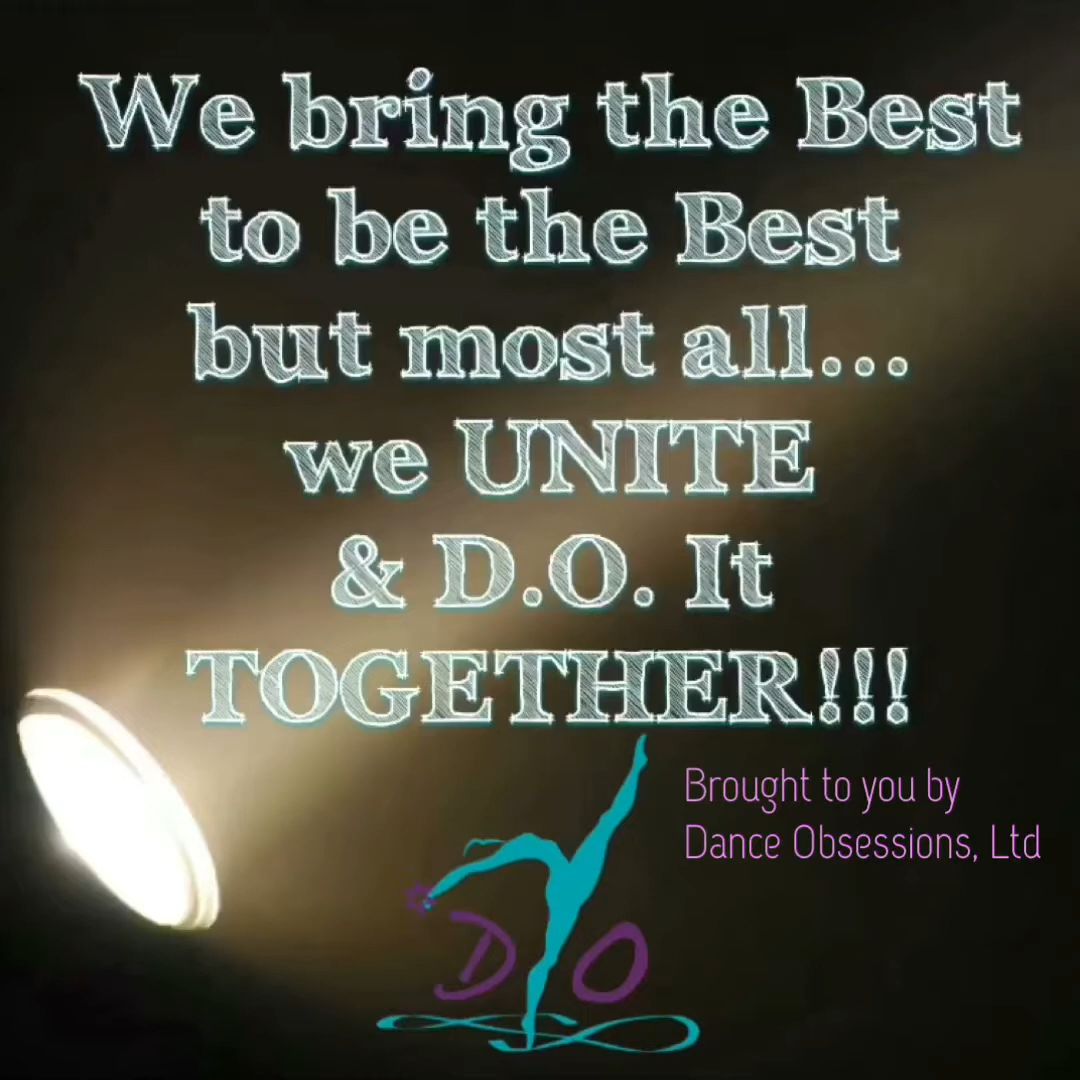 We bring the Best
to be the Best
but most all...
we UNITE
& D.O. It
TOGETHER!!!
Brought to you by
Dance Obsessions, Ltd
D O